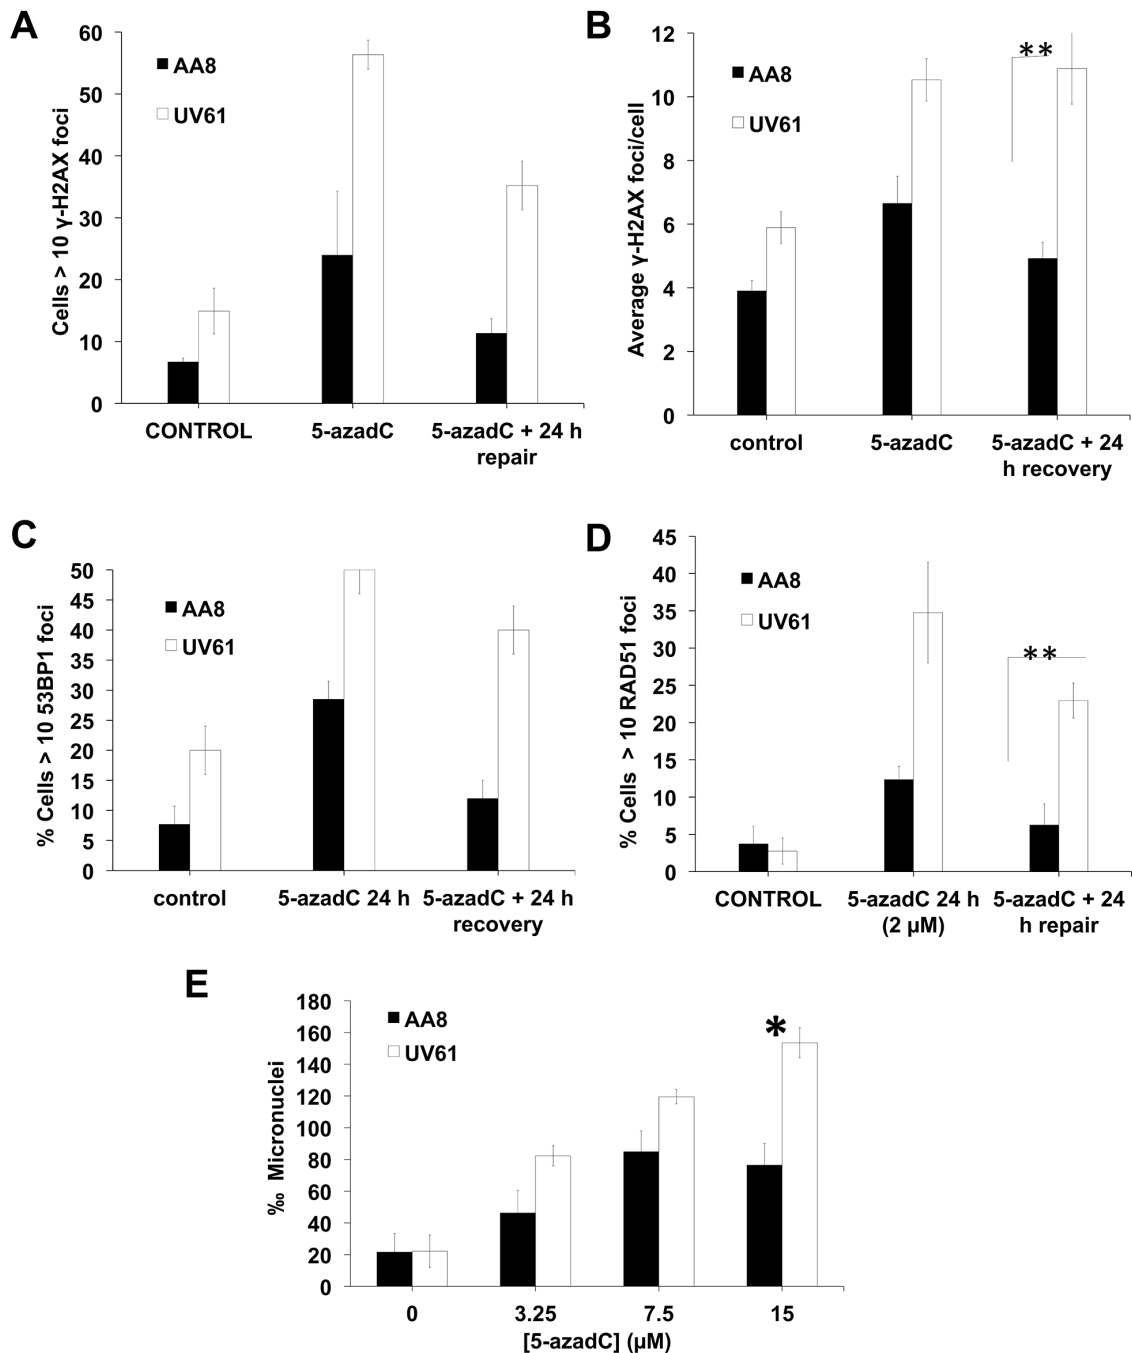 A
60
50
40
30
20
10
0
Cells > 10 γ-H2AX foci
AA8
UV61
CONTROL
5-azadC
5-azadC + 24 h
repair
B
12
10
8
6
4
2
0
Average γ-H2AX foci/cell
AA8
UV61
**
control
5-azadC
5-azadC + 24
h recovery
C
50
45
40
35
30
25
20
15
10
5
0
% Cells > 10 53BP1 foci
AA8
UV61
control
5-azadC 24 h
5-azadC + 24 h
recovery
D
45
40
35
30
25
20
15
10
5
0
% Cells > 10 RAD51 foci
AA8
UV61
**
CONTROL
5-azadC 24 h
(2 µM)
5-azadC + 24
h repair
E
180
160
140
120
100
80
60
40
20
0
‰ Micronuclei
AA8
UV61
*
0
3.25
7.5
15
[5-azadC] (µM)